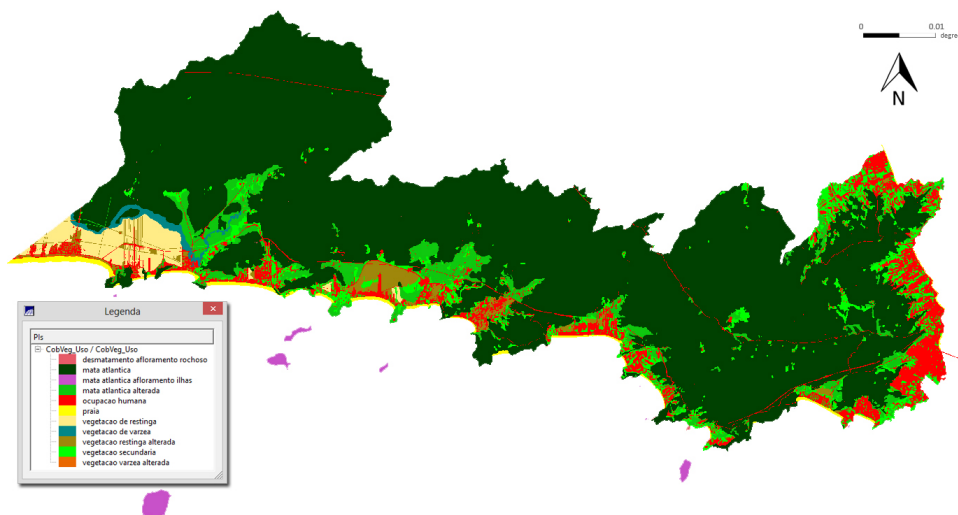 0 0.01
degre
N
Legenda
Pls
CobVeg_Uso / CobVeg_Uso
desmatamento afloramento rochoso
mata atlantica
mata atlantica afloramento ilhas
mata atlantica alterada
ocupacao humana
praia
vegetacao de restinga
vegetacao de varzea
vegetacao restinga alterada
vegetacao secundaria
vegetacao varzea alterada